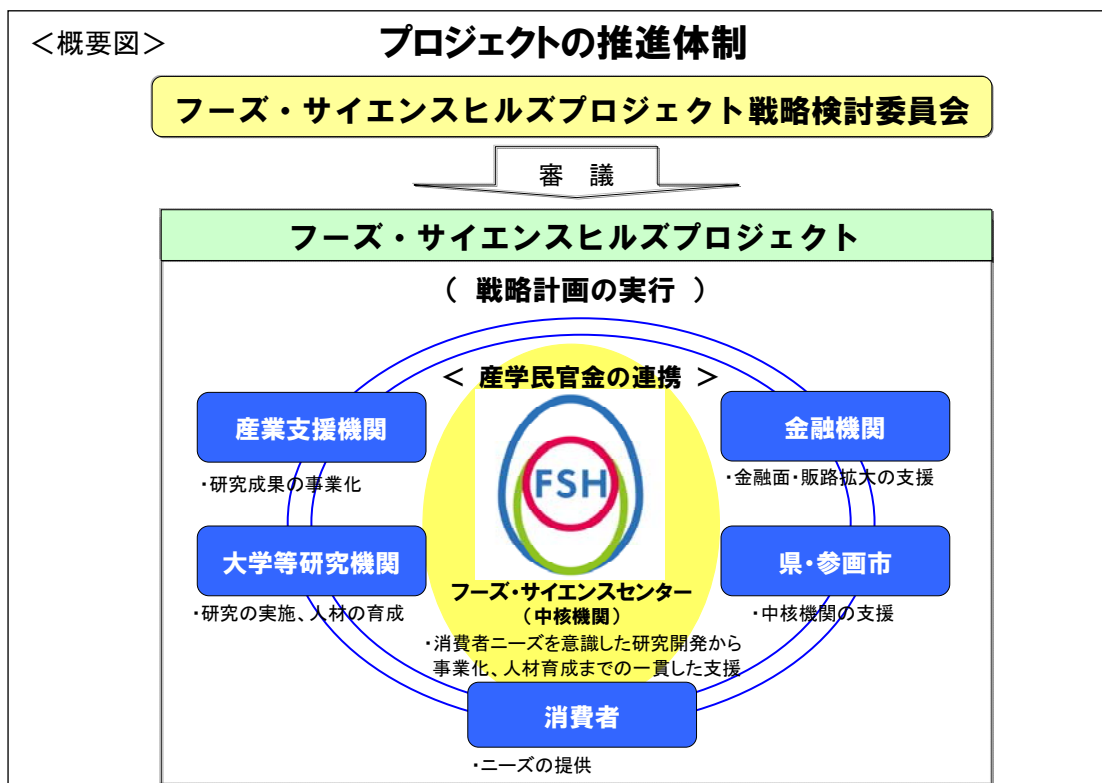 <概要図>
プロジェクトの推進体制
フーズ・サイエンスヒルズプロジェクト戦略検討委員会
審 議
フーズ・サイエンスヒルズプロジェクト
( 戦略計画の実行 )
< 産学民官金の連携 >
産業支援機関
・研究成果の事業化
金融機関
・金融面・販路拡大の支援
FSH
大学等研究機関
・研究の実施、人材の育成
県・参画市
・中核機関の支援
フーズ・サイエンスセンター
(中核機関)
・消費者ニーズを意識した研究開発から
事業化、人材育成までの一貫した支援
消費者
・ニーズの提供